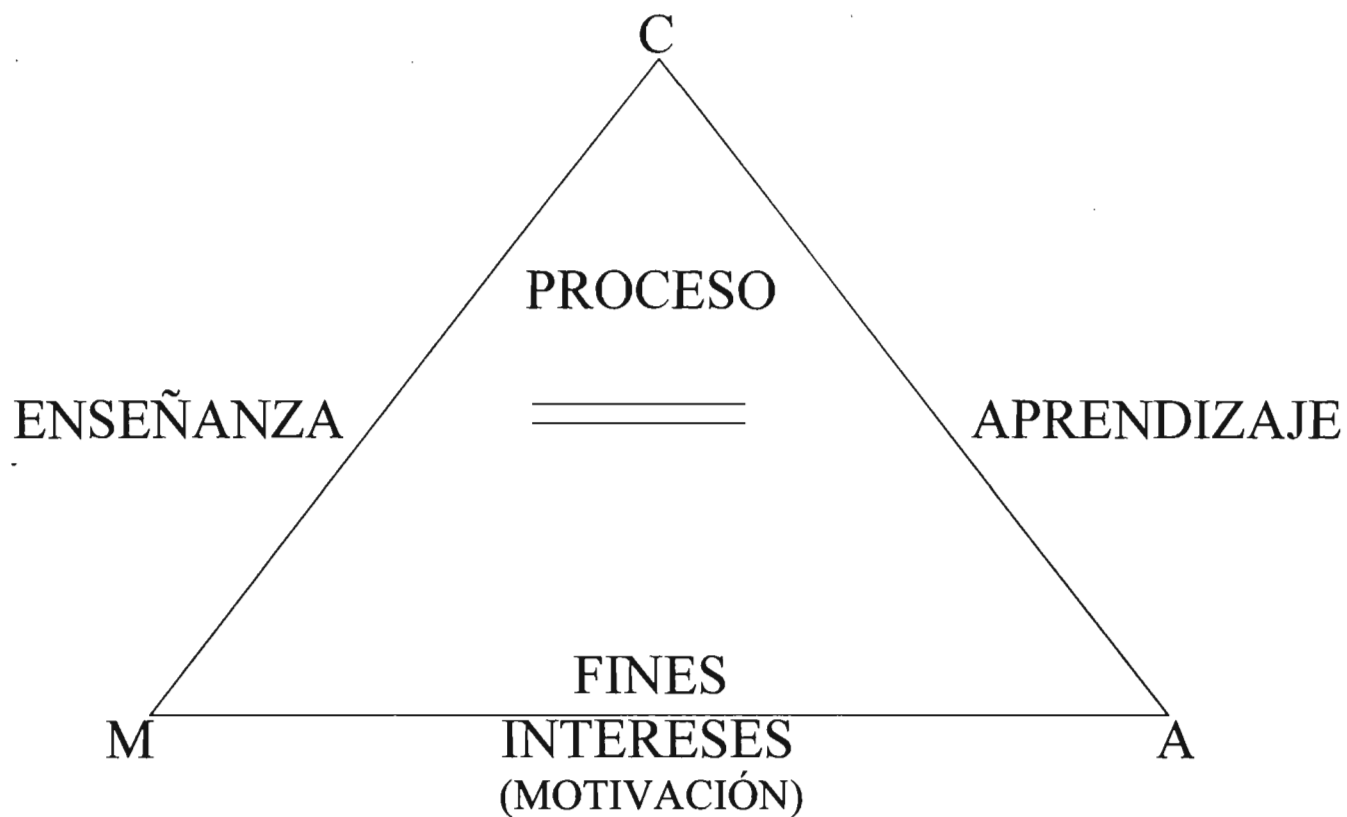 C
PROCESO
ENSEÑANZA
APRENDIZAJE
FINES
M
INTERESES
A
(MOTIVACIÓN)